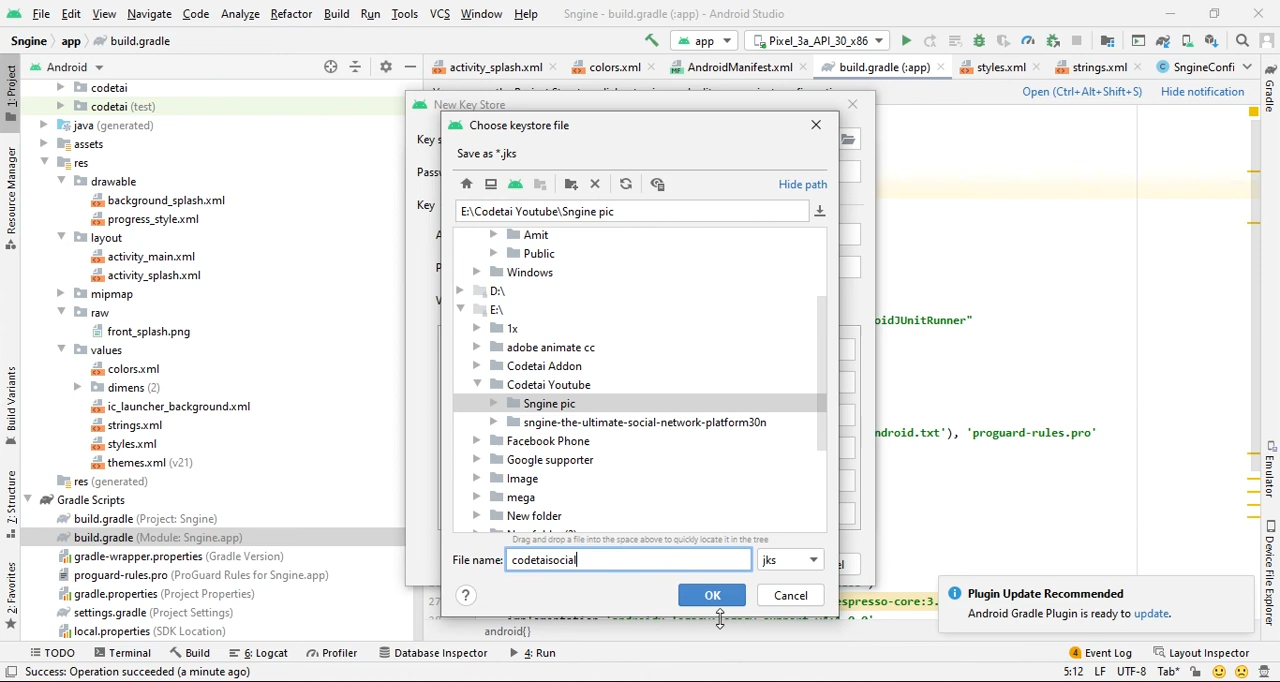 File Edit View Navigate Code Analyze Refactor Build Run Tools VCS Window Help Sngine - build.gradle (:app) - Android Studio
Sngine app build.gradle app Pixel_3a_API_30_x86
Android activity_splash.xml colors.xml AndroidManifest.xml build.gradle (:app) styles.xml strings.xml SngineConfi
Open (Ctrl+Alt+Shift+S) Hide notification
1: Project
Resource Manager
Build Variants
Z: Structure
2: Favorites
codetai
codetai (test)
java (generated)
assets
res
drawable
background_splash.xml
progress_style.xml
layout
activity_main.xml
activity_splash.xml
mipmap
raw
front_splash.png
values
colors.xml
dimens (2)
ic_launcher_background.xml
strings.xml
styles.xml
themes.xml (v21)
res (generated)
Gradle Scripts
build.gradle (Project: Sngine)
build.gradle (Module: Sngine.app)
gradle-wrapper.properties (Gradle Version)
proguard-rules.pro (ProGuard Rules for Sngine.app)
gradle.properties (Project Properties)
settings.gradle (Project Settings)
local.properties (SDK Location)
New Key Store
Key s
Passw
Key
Choose keystore file
Save as *.jks
Hide path
E:\Codetai Youtube\Sngine pic
Amit
Public
Windows
D:\
E:\
1x
adobe animate cc
Codetai Addon
Codetai Youtube
Sngine pic
sngine-the-ultimate-social-network-platform30n
Facebook Phone
Google supporter
Image
mega
New folder
Drag and drop a file into the space above to quickly locate it in the tree
File name: codetaisocial jks
? OK Cancel
oidJUnitRunner"
ndroid.txt'), 'proguard-rules.pro'
27
espresso-core:3.
android{}
Plugin Update Recommended
Android Gradle Plugin is ready to update.
Gradle
Emulator
Device File Explorer
TODO Terminal Build 6: Logcat Profiler Database Inspector 4: Run 4 Event Log Layout Inspector
Success: Operation succeeded (a minute ago) 5:12 LF UTF-8 Tab*